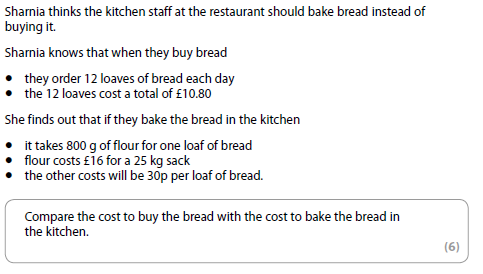 Sharnia thinks the kitchen staff at the restaurant should bake bread instead of
buying it.
Sharnia knows that when they buy bread
● they order 12 loaves of bread each day
● the 12 loaves cost a total of £10.80
She finds out that if they bake the bread in the kitchen
● it takes 800 g of flour for one loaf of bread
● flour costs £16 for a 25 kg sack
● the other costs will be 30p per loaf of bread.
Compare the cost to buy the bread with the cost to bake the bread in
the kitchen.
(6)